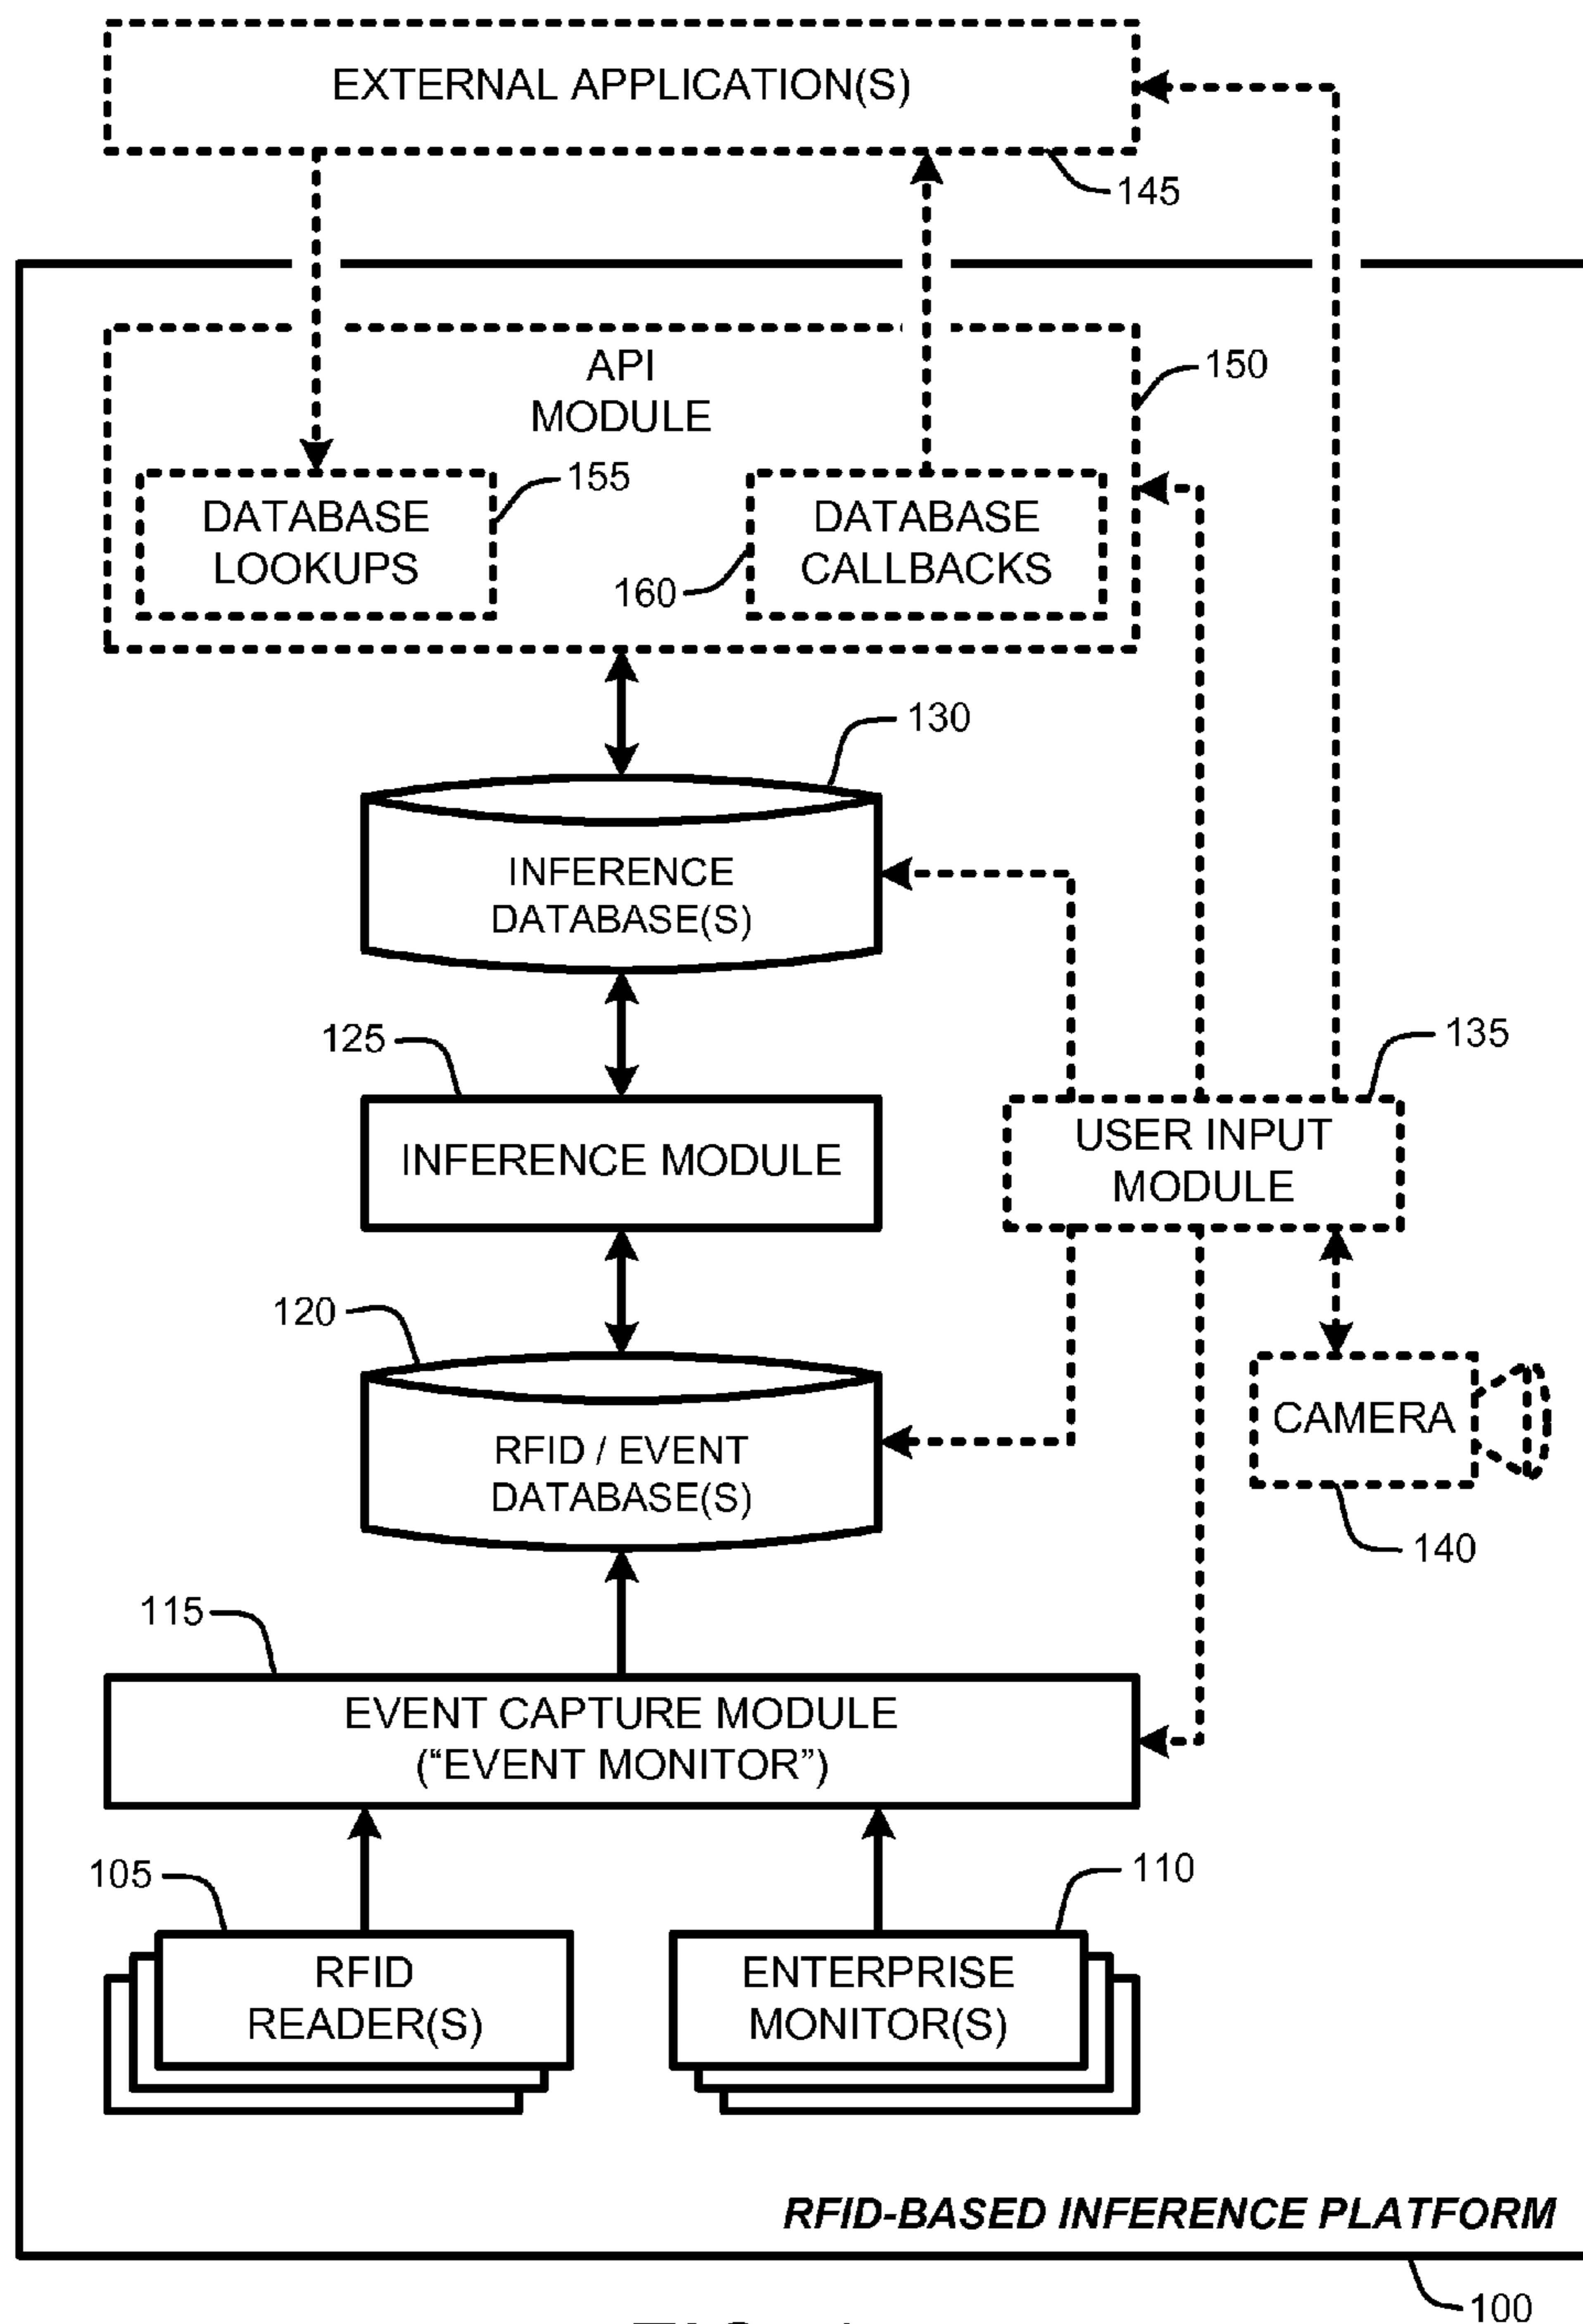 EXTERNAL APPLICATION(S)
145
API
MODULE
150
DATABASE
LOOKUPS
155
DATABASE
CALLBACKS
160
130
INFERENCE
DATABASE(S)
125
INFERENCE MODULE
135
USER INPUT
MODULE
120
RFID / EVENT
DATABASE(S)
CAMERA
140
115
EVENT CAPTURE MODULE
(“EVENT MONITOR”)
105
RFID
READER(S)
110
ENTERPRISE
MONITOR(S)
RFID-BASED INFERENCE PLATFORM
100